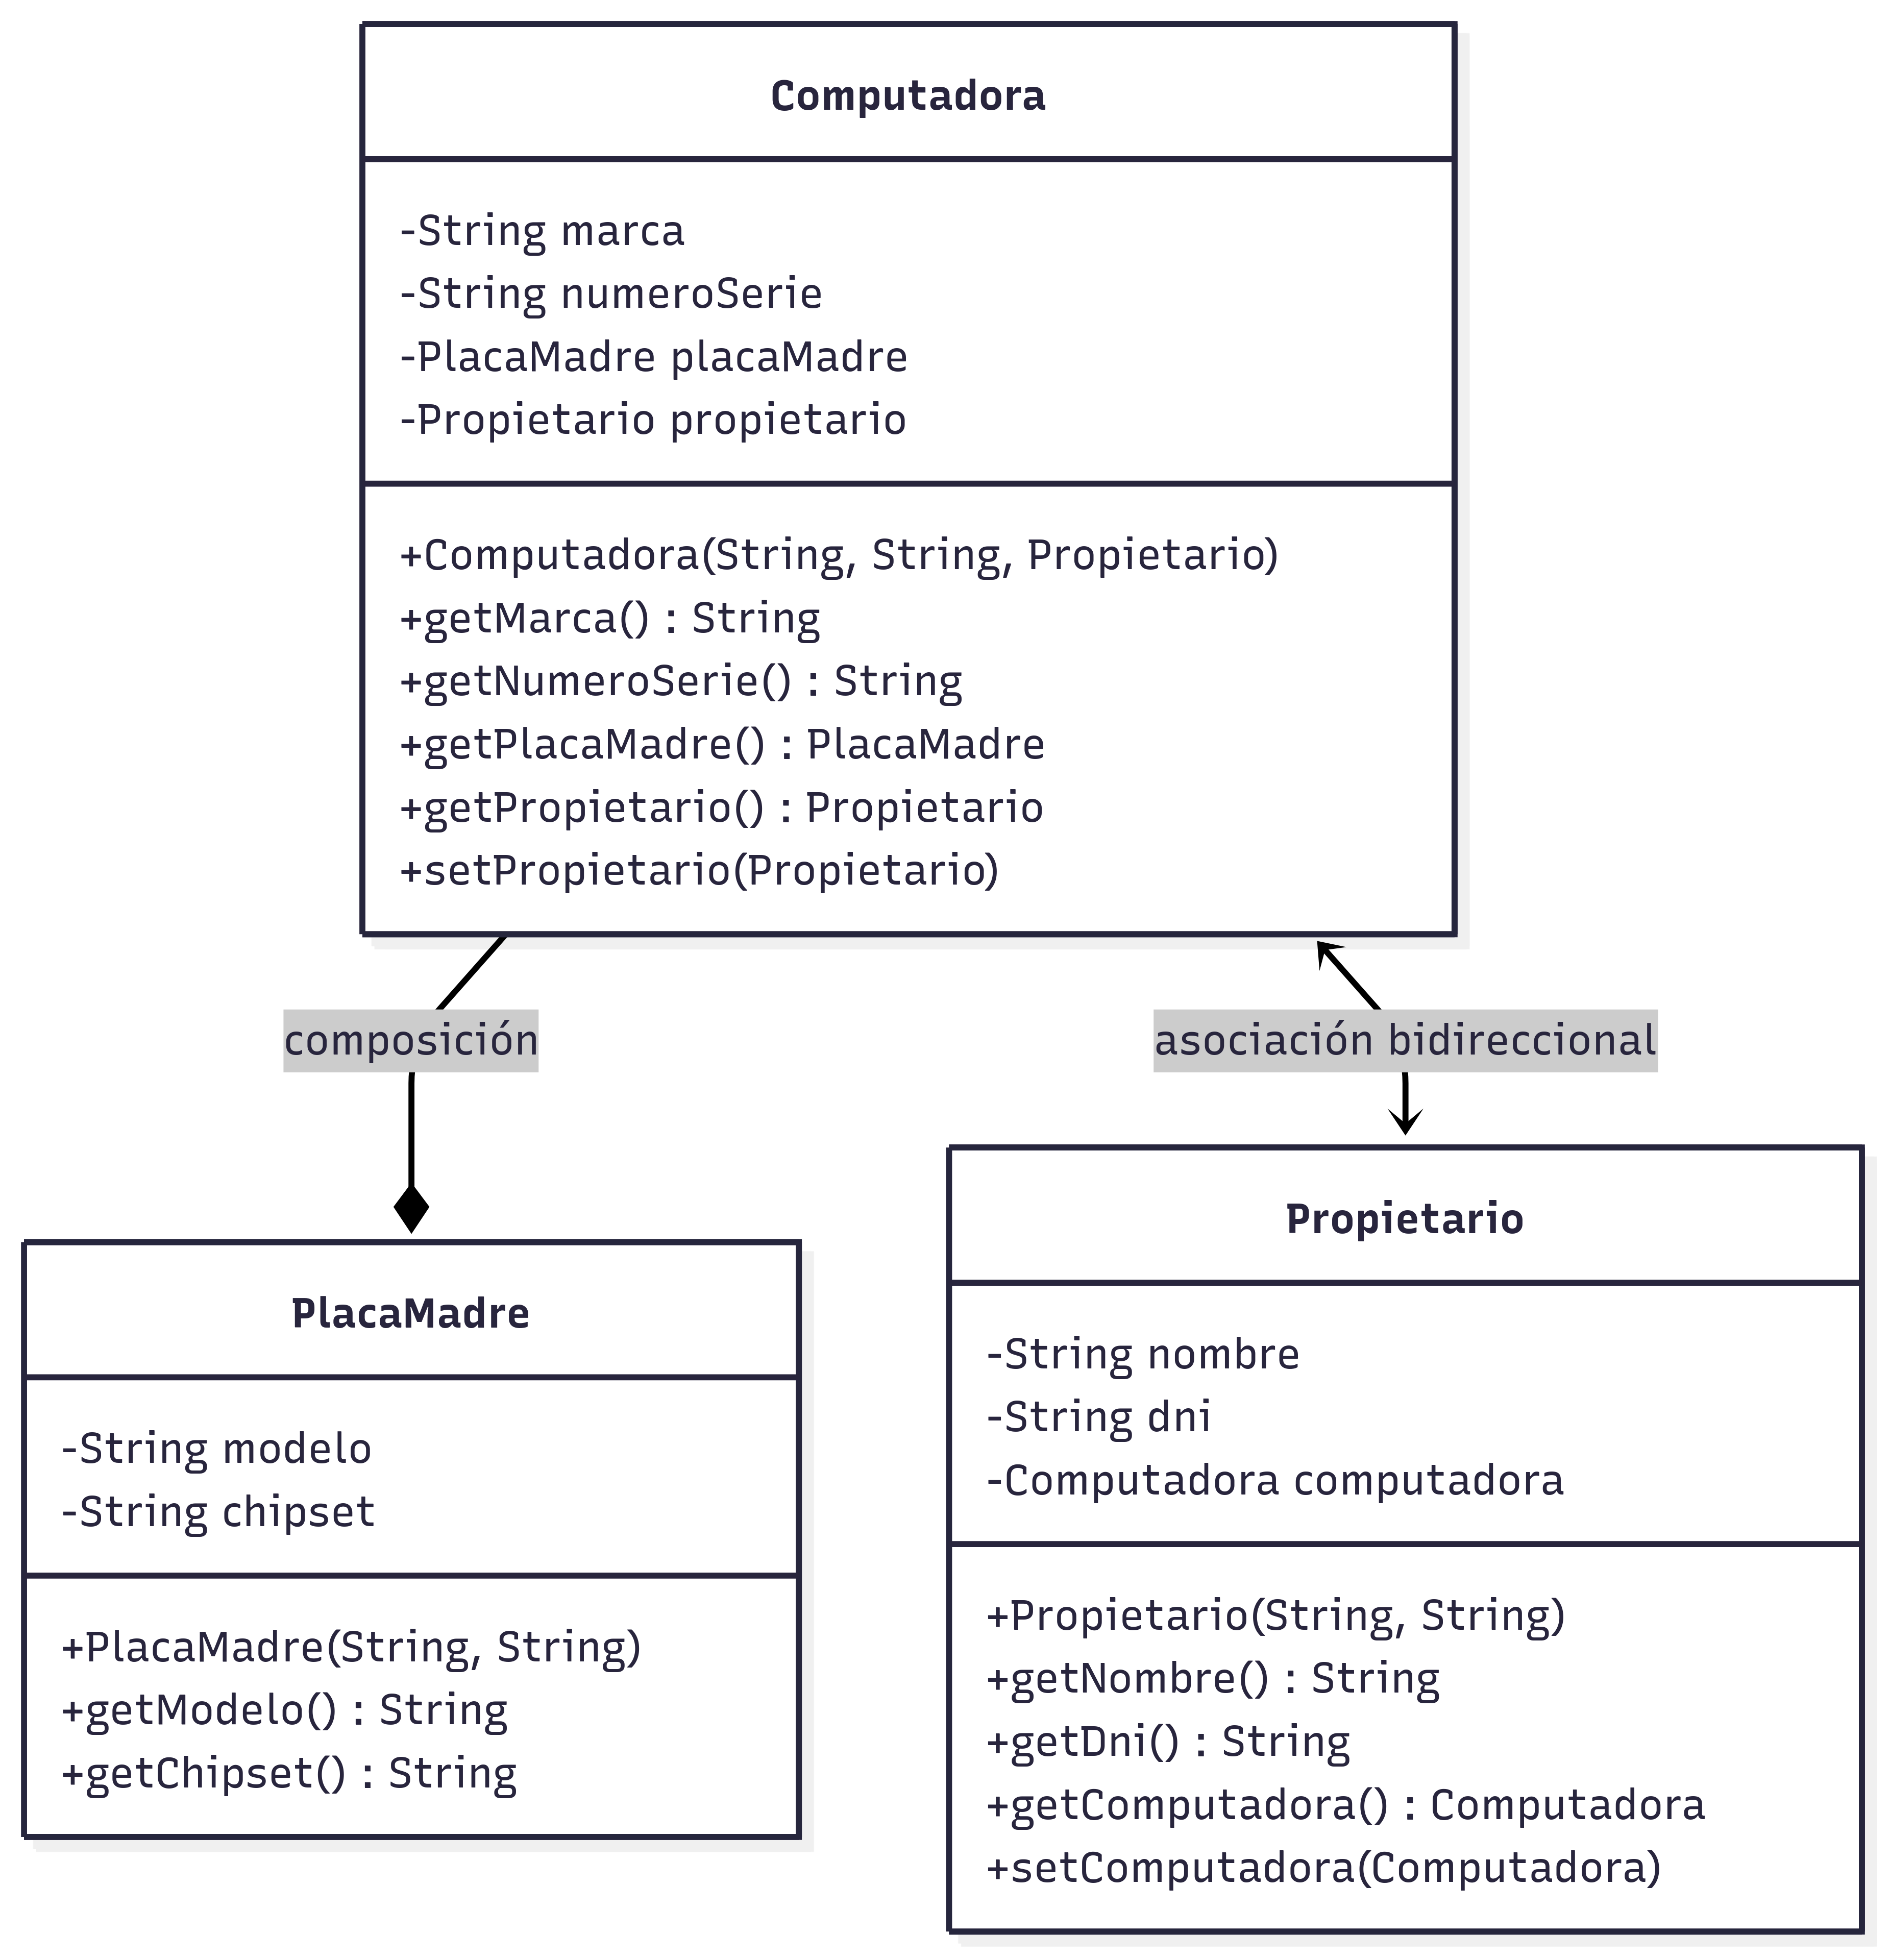 Computadora
-String marca
-String numeroSerie
-PlacaMadre placaMadre
-Propietario propietario
+Computadora(String, String, Propietario)
+getMarca() : String
+getNumeroSerie() : String
+getPlacaMadre() : PlacaMadre
+getPropietario() : Propietario
+setPropietario(Propietario)
composición
asociación bidireccional
PlacaMadre
-String modelo
-String chipset
+PlacaMadre(String, String)
+getModelo() : String
+getChipset() : String
Propietario
-String nombre
-String dni
-Computadora computadora
+Propietario(String, String)
+getNombre() : String
+getDni() : String
+getComputadora() : Computadora
+setComputadora(Computadora)